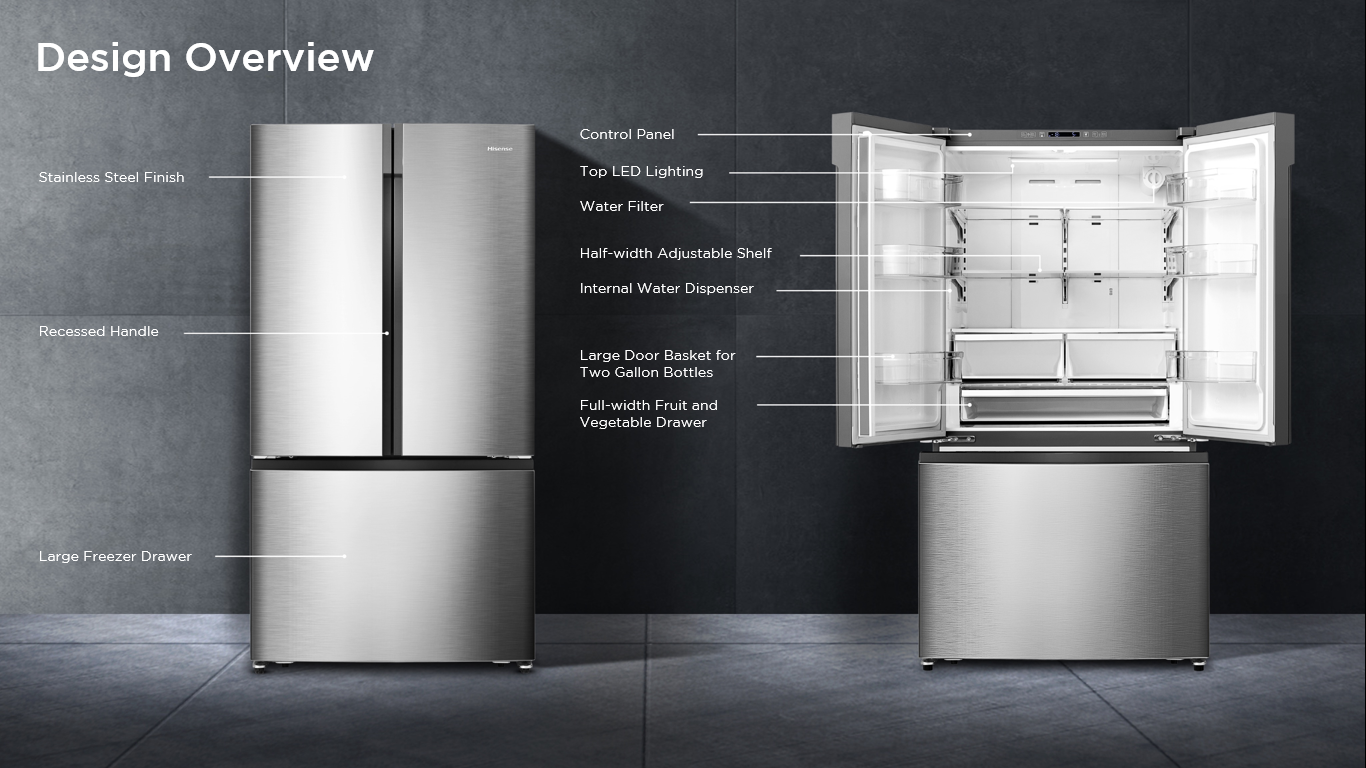 Design Overview
Stainless Steel Finish
Recessed Handle
Large Freezer Drawer
Hisense
Control Panel
Top LED Lighting
Water Filter
Half-width Adjustable Shelf
Internal Water Dispenser
Large Door Basket for
Two Gallon Bottles
Full-width Fruit and
Vegetable Drawer